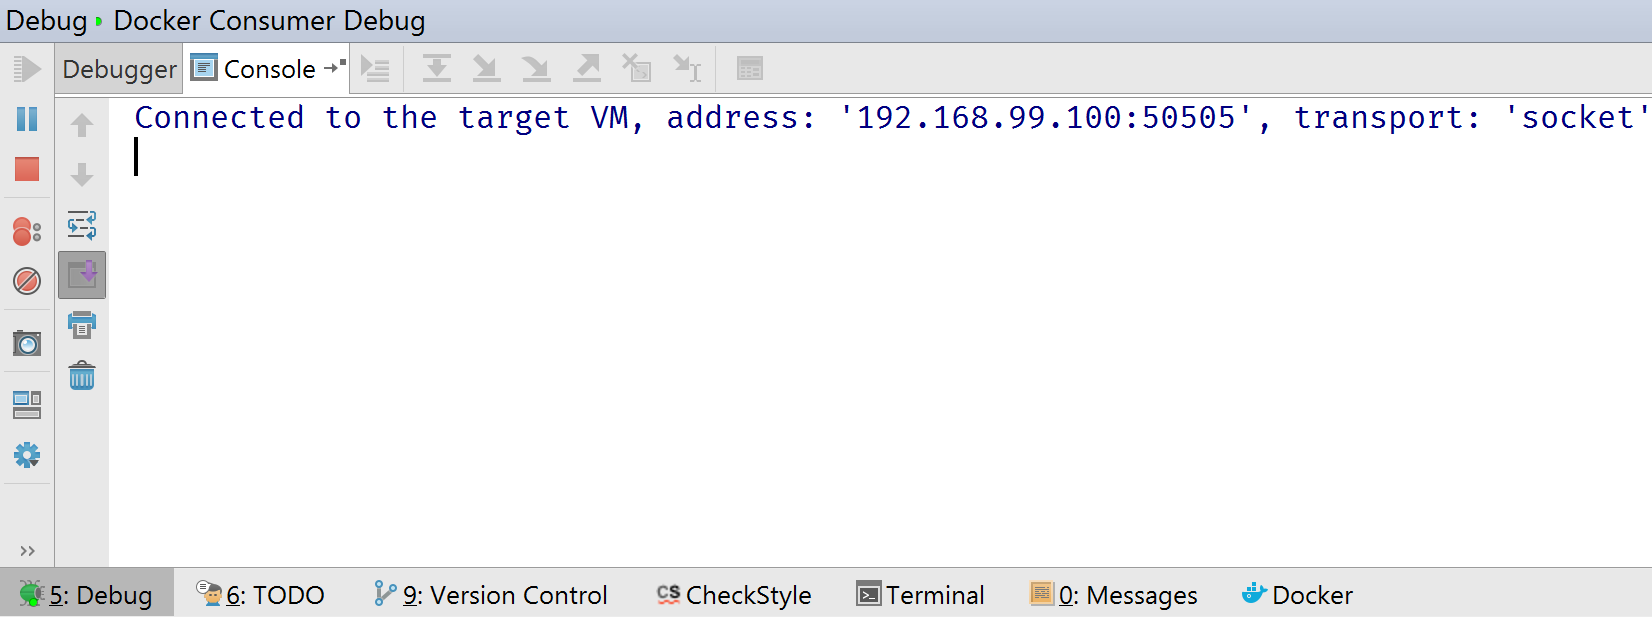 Debug Docker Consumer Debug
Debugger Console
Connected to the target VM, address: '192.168.99.100:50505', transport: 'socket'
5: Debug 6: TODO 9: Version Control CS CheckStyle Terminal 0: Messages Docker